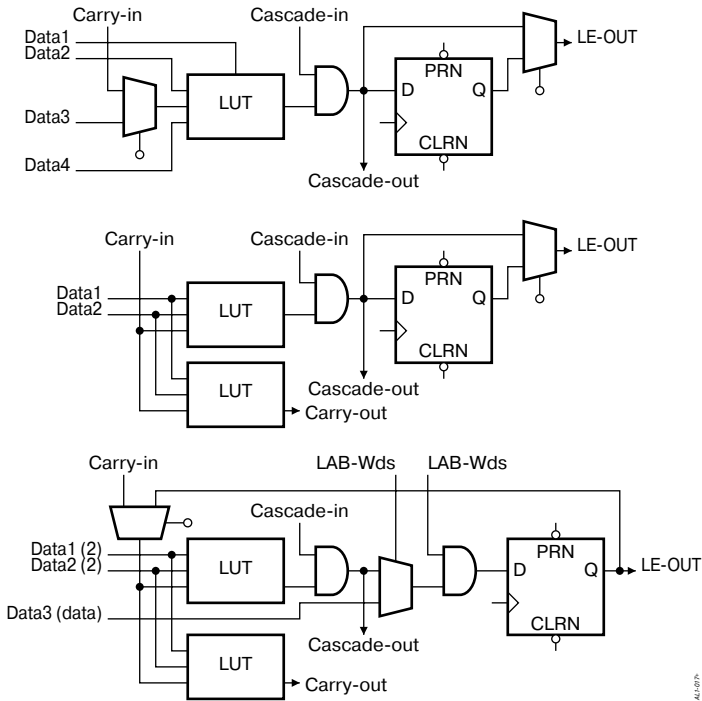 Carry-in
Cascade-in
Data1
Data2
LE-OUT
PRN
LUT
D
Q
Data3
CLRN
Data4
Cascade-out
Carry-in
Cascade-in
LE-OUT
PRN
Data1
Data2
LUT
D
Q
CLRN
LUT
Cascade-out
Carry-out
Carry-in
LAB-Wds
LAB-Wds
Cascade-in
Data1 (2)
Data2 (2)
LUT
PRN
D
Q
LE-OUT
Data3 (data)
CLRN
Cascade-out
LUT
Carry-out